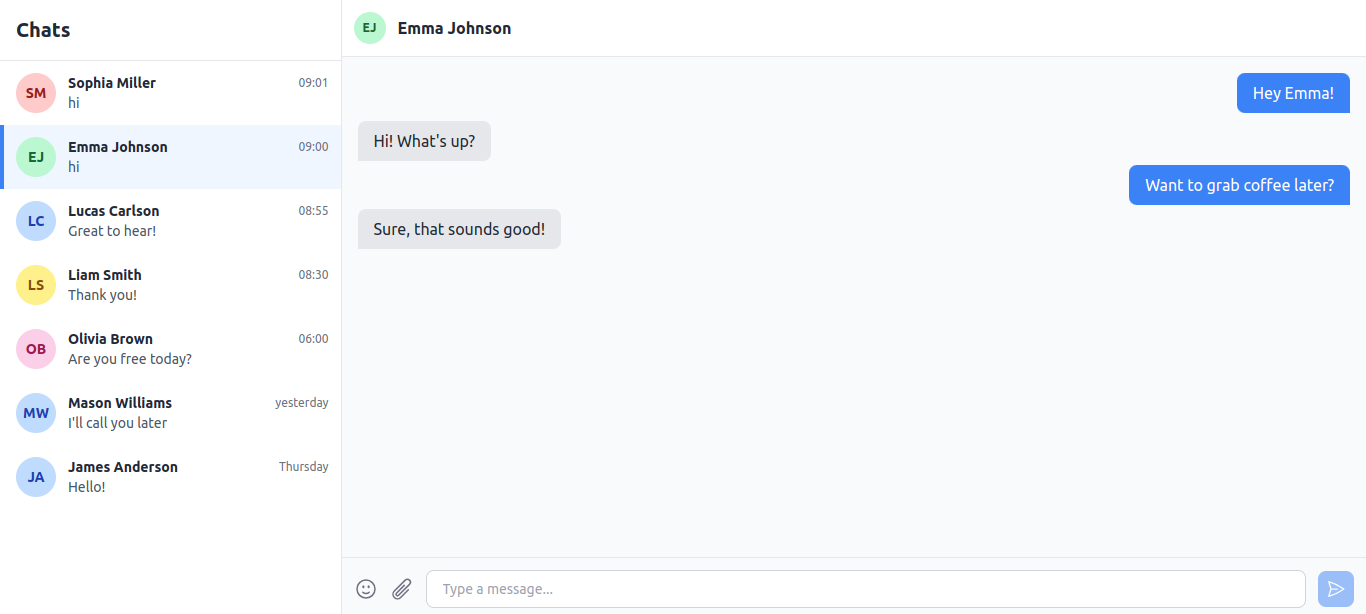 Chats
SM
Sophia Miller
09:01
hi
EJ
Emma Johnson
09:00
hi
LC
Lucas Carlson
08:55
Great to hear!
LS
Liam Smith
08:30
Thank you!
OB
Olivia Brown
06:00
Are you free today?
MW
Mason Williams
yesterday
I'll call you later
JA
James Anderson
Thursday
Hello!
EJ
Emma Johnson
Hey Emma!
Hi! What's up?
Want to grab coffee later?
Sure, that sounds good!
Type a message...